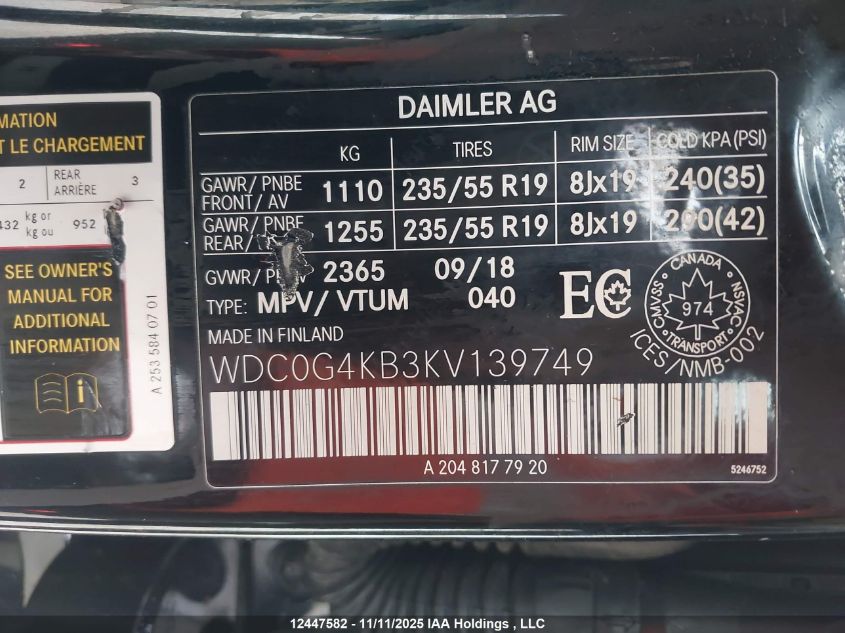 MATION
T LE CHARGEMENT
2 REAR ARRIÈRE 3
432 kg or kg ou 952
SEE OWNER'S
MANUAL FOR
ADDITIONAL
INFORMATION
A 253 584 07 01
DAIMLER AG
KG TIRES RIM SIZE COLD KPA (PSI)
GAWR/ PNBE
FRONT/ AV 1110 235/55 R19 8Jx19 240(35)
GAWR/ PNBE
REAR/ 1255 235/55 R19 8Jx19 290(42)
GVWR/ 2365 09/18
TYPE: MPV/ VTUM 040
EC
CANADA
CMVSS
974
NSVAC
TRANSPORT
ICES/NMB-002
MADE IN FINLAND
WDC0G4KB3KV139749
A 204 817 79 20
5246752
12447582 - 11/11/2025 IAA Holdings , LLC